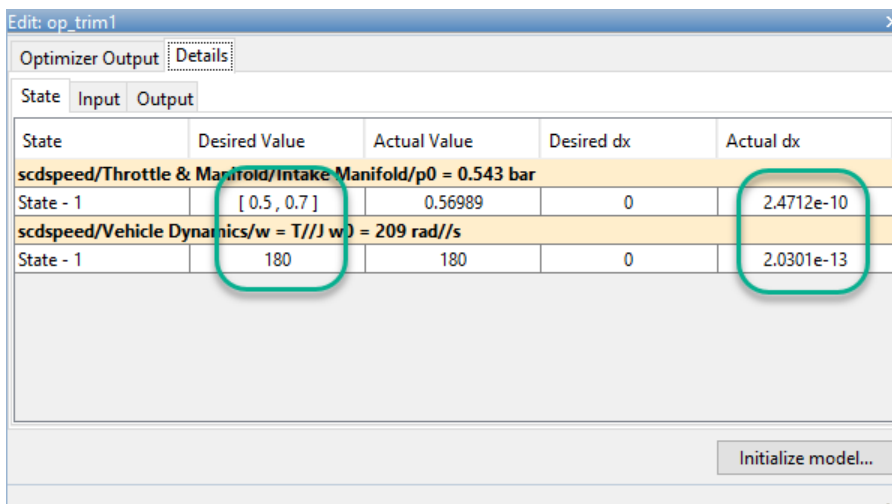 Edit: op_trim1
Optimizer Output Details
State Input Output
State Desired Value Actual Value Desired dx Actual dx
scdspeed/Throttle & Manifold/Intake Manifold/p0 = 0.543 bar
State - 1 [ 0.5 , 0.7 ] 0.56989 0 2.4712e-10
scdspeed/Vehicle Dynamics/w = T//J w0 = 209 rad//s
State - 1 180 180 0 2.0301e-13
Initialize model...